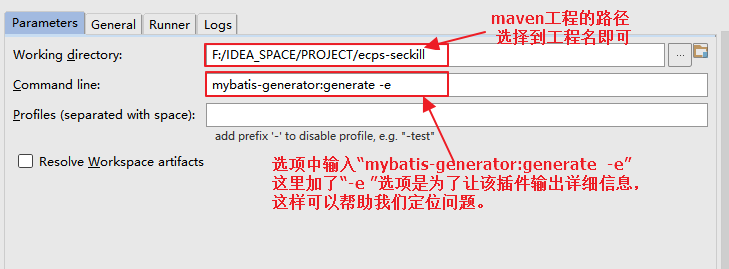 Parameters General Runner Logs
maven工程的路径
选择到工程名即可
Working directory: F:/IDEA_SPACE/PROJECT/ecps-seckill ...
Command line: mybatis-generator:generate -e
Profiles (separated with space):
add prefix '-' to disable profile, e.g. "-test"
Resolve Workspace artifacts
选项中输入“mybatis-generator:generate -e”
这里加了“-e ”选项是为了让该插件输出详细信息，
这样可以帮助我们定位问题。